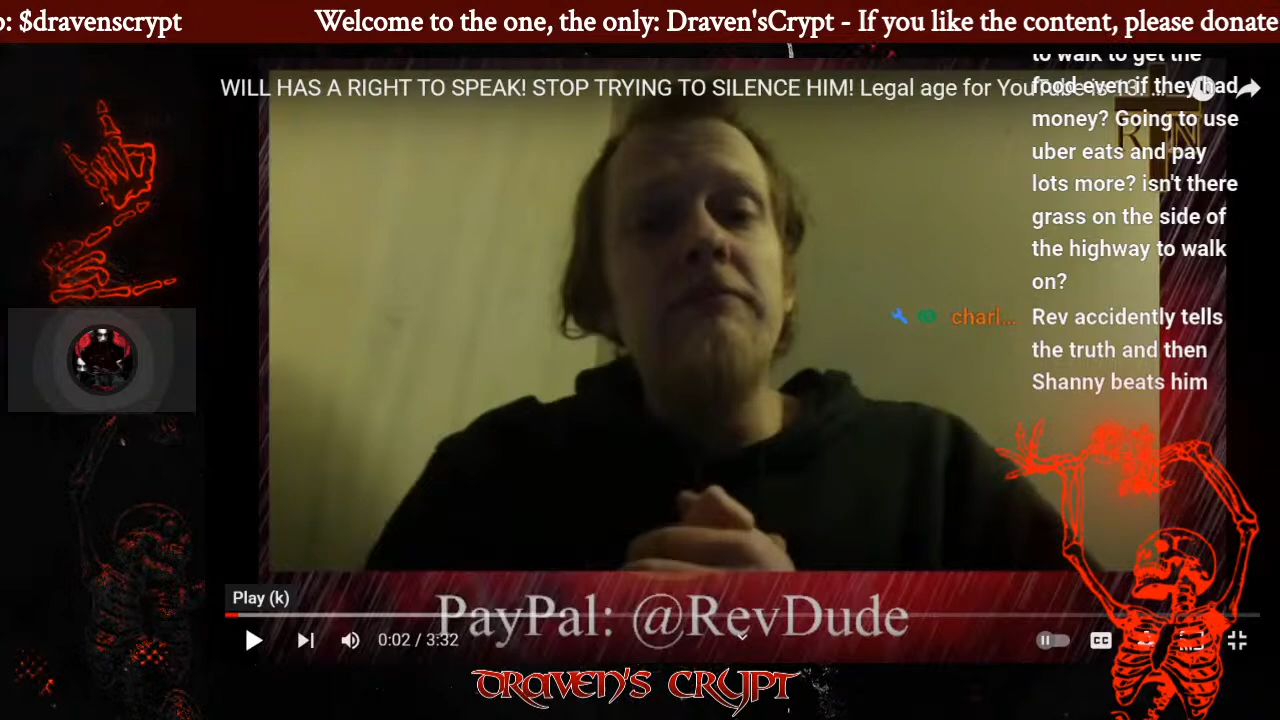 o: $dravenscrypt
Welcome to the one, the only: Draven'sCrypt - If you like the content, please donate
WILL HAS A RIGHT TO SPEAK! STOP TRYING TO SILENCE HIM! Legal age for YouTube is 13...
to walk to get the
food even if they had
money? Going to use
uber eats and pay
lots more? isn't there
grass on the side of
the highway to walk
on?
charl...
Rev accidently tells
the truth and then
Shanny beats him
Play (k)
PayPal: @RevDude
0:02 / 3:32
CC
DRAVEN'S CRYPT